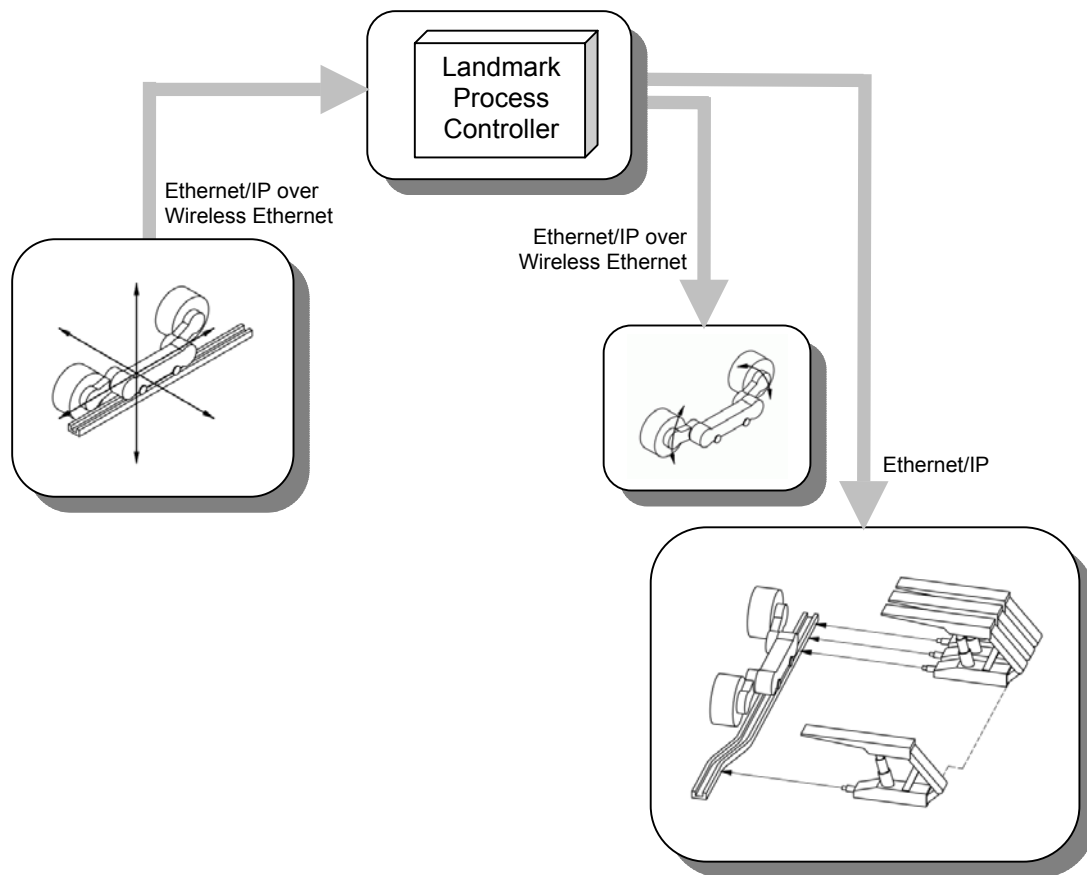 Landmark
Process
Controller
Ethernet/IP over
Wireless Ethernet
Ethernet/IP over
Wireless Ethernet
Ethernet/IP